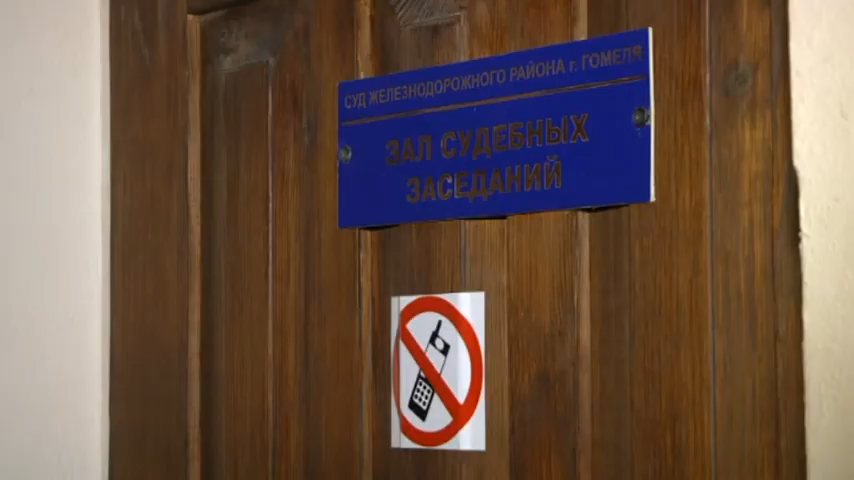 СУД ЖЕЛЕЗНОДОРОЖНОГО РАЙОНА г. ГОМЕЛЯ
ЗАЛ СУДЕБНЫХ
ЗАСЕДАНИЙ